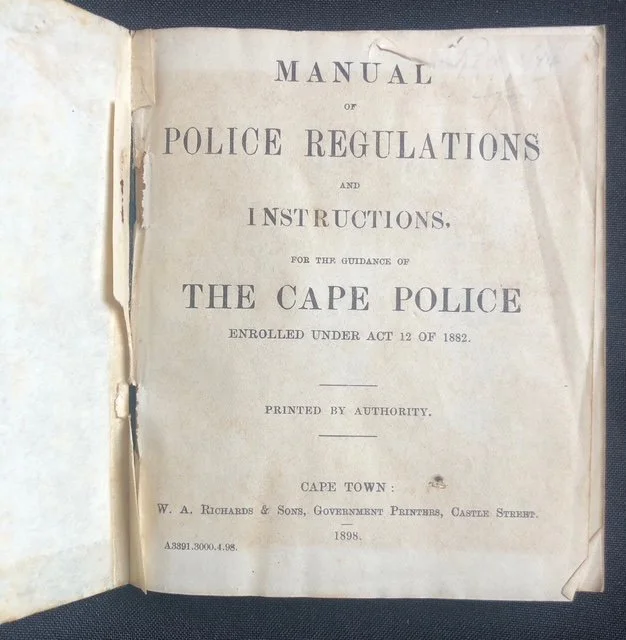 MANUAL
OF
POLICE REGULATIONS
AND
INSTRUCTIONS,
FOR THE GUIDANCE OF
THE CAPE POLICE
ENROLLED UNDER ACT 12 OF 1882.
PRINTED BY AUTHORITY.
CAPE TOWN:
W. A. RICHARDS & SONS, GOVERNMENT PRINTERS, CASTLE STREET.
1898.
A3391.3000.4.98.